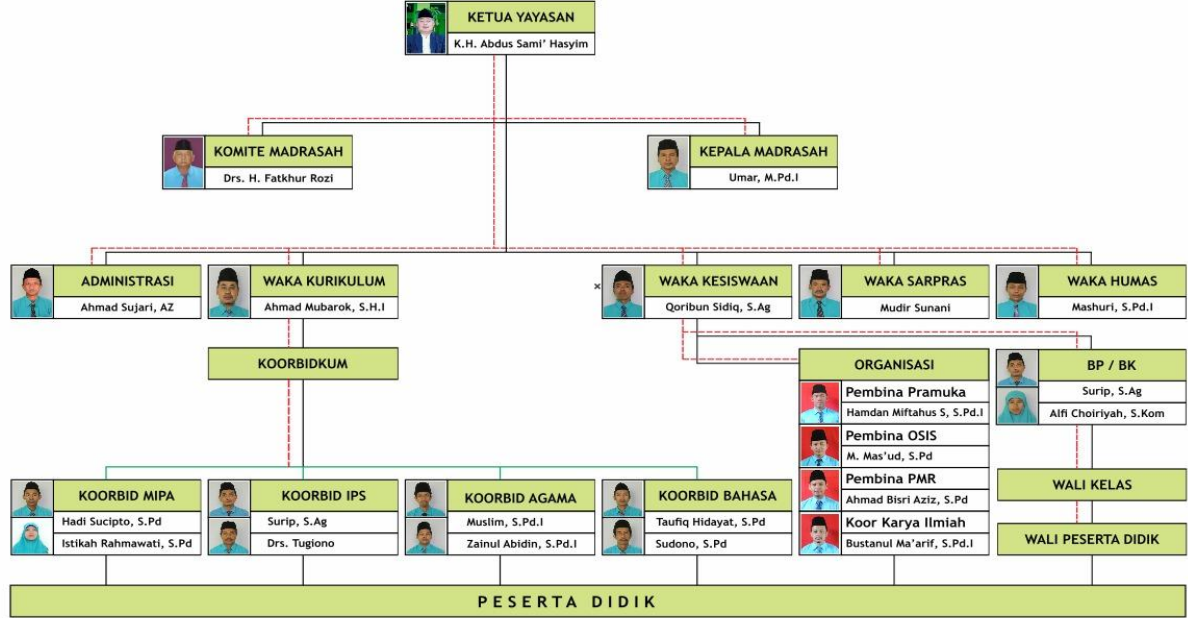 KETUA YAYASAN
K.H. Abdus Sami' Hasyim
KOMITE MADRASAH
Drs. H. Fatkhur Rozi
KEPALA MADRASAH
Umar, M.Pd.I
ADMINISTRASI
Ahmad Sujari, AZ
WAKA KURIKULUM
Ahmad Mubarok, S.H.I
WAKA KESISWAAN
Qoribun Sidiq, S.Ag
WAKA SARPRAS
Mudir Sunani
WAKA HUMAS
Mashuri, S.Pd.I
KOORBIDKUM
ORGANISASI
Pembina Pramuka
Hamdan Miftahus S, S.Pd.I
Pembina OSIS
M. Mas'ud, S.Pd
Pembina PMR
Ahmad Bisri Aziz, S.Pd
Koor Karya Ilmiah
Bustanul Ma'arif, S.Pd.I
BP / BK
Surip, S.Ag
Alfi Choiriyah, S.Kom
WALI KELAS
WALI PESERTA DIDIK
KOORBID MIPA
Hadi Sucipto, S.Pd
Istikah Rahmawati, S.Pd
KOORBID IPS
Surip, S.Ag
Drs. Tugiono
KOORBID AGAMA
Muslim, S.Pd.I
Zainul Abidin, S.Pd.I
KOORBID BAHASA
Taufiq Hidayat, S.Pd
Sudono, S.Pd
PESERTA DIDIK